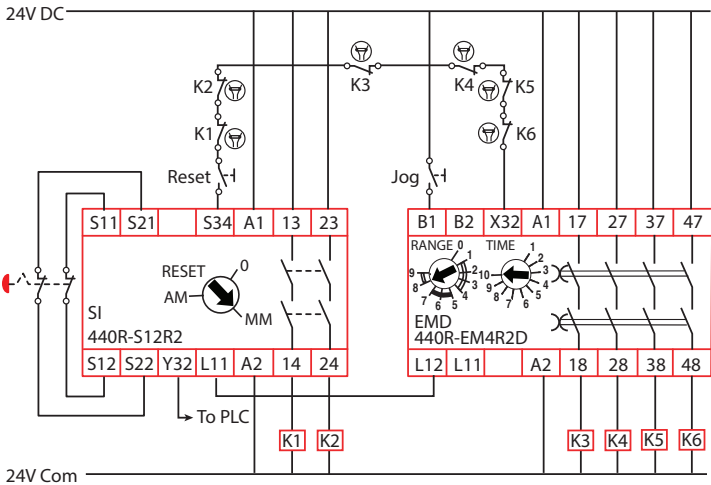 24V DC
K2
K3
K4
K5
K1
K6
Reset
Jog
S11 S21 S34 A1 13 23
B1 B2 X32 A1 17 27 37 47
RESET
0
AM
MM
SI
440R-S12R2
RANGE
0
1
2
3
4
5
6
7
8
9
TIME
1
2
3
4
5
6
7
8
9
10
EMD
440R-EM4R2D
S12 S22 Y32 L11 A2 14 24
L12 L11 A2 18 28 38 48
To PLC
K1 K2
K3 K4 K5 K6
24V Com